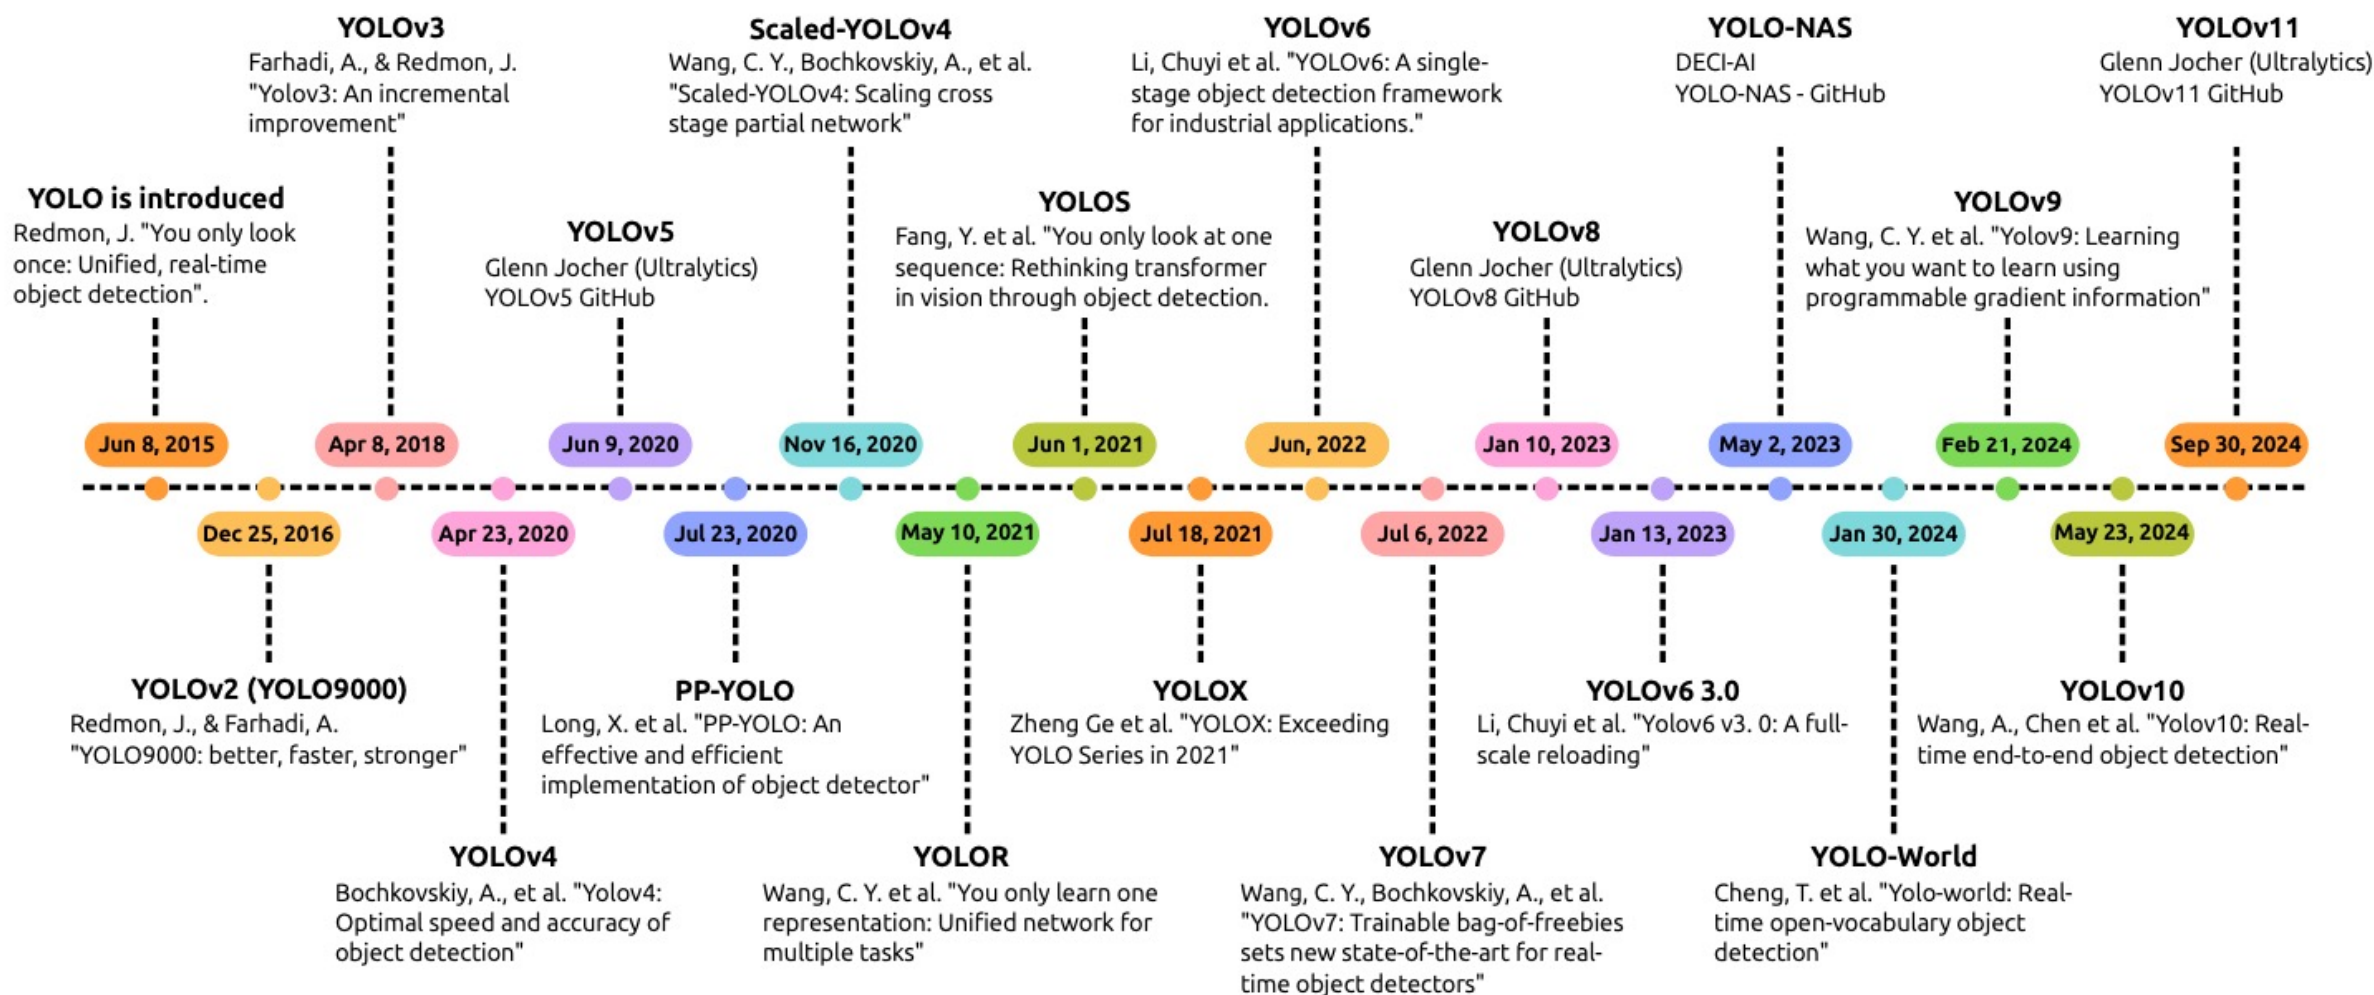 YOLOv3
Farhadi, A., & Redmon, J.
"Yolov3: An incremental
improvement"
Scaled-YOLOv4
Wang, C. Y., Bochkovskiy, A., et al.
"Scaled-YOLOv4: Scaling cross
stage partial network"
YOLOv6
Li, Chuyi et al. "YOLOv6: A single-
stage object detection framework
for industrial applications."
YOLO-NAS
DECI-AI
YOLO-NAS - GitHub
YOLOv11
Glenn Jocher (Ultralytics)
YOLOv11 GitHub
YOLO is introduced
Redmon, J. "You only look
once: Unified, real-time
object detection".
YOLOv5
Glenn Jocher (Ultralytics)
YOLOv5 GitHub
YOLOS
Fang, Y. et al. "You only look at one
sequence: Rethinking transformer
in vision through object detection.
YOLOv8
Glenn Jocher (Ultralytics)
YOLOv8 GitHub
YOLOv9
Wang, C. Y. et al. "Yolov9: Learning
what you want to learn using
programmable gradient information"
Jun 8, 2015
Apr 8, 2018
Jun 9, 2020
Nov 16, 2020
Jun 1, 2021
Jun, 2022
Jan 10, 2023
May 2, 2023
Feb 21, 2024
Sep 30, 2024
Dec 25, 2016
Apr 23, 2020
Jul 23, 2020
May 10, 2021
Jul 18, 2021
Jul 6, 2022
Jan 13, 2023
Jan 30, 2024
May 23, 2024
YOLOv2 (YOLO9000)
Redmon, J., & Farhadi, A.
"YOLO9000: better, faster, stronger"
PP-YOLO
Long, X. et al. "PP-YOLO: An
effective and efficient
implementation of object detector"
YOLOX
Zheng Ge et al. "YOLOX: Exceeding
YOLO Series in 2021"
YOLOv6 3.0
Li, Chuyi et al. "Yolov6 v3. 0: A full-
scale reloading"
YOLOv10
Wang, A., Chen et al. "Yolov10: Real-
time end-to-end object detection"
YOLOv4
Bochkovskiy, A., et al. "Yolov4:
Optimal speed and accuracy of
object detection"
YOLOR
Wang, C. Y. et al. "You only learn one
representation: Unified network for
multiple tasks"
YOLOv7
Wang, C. Y., Bochkovskiy, A., et al.
"YOLOv7: Trainable bag-of-freebies
sets new state-of-the-art for real-
time object detectors"
YOLO-World
Cheng, T. et al. "Yolo-world: Real-
time open-vocabulary object
detection"